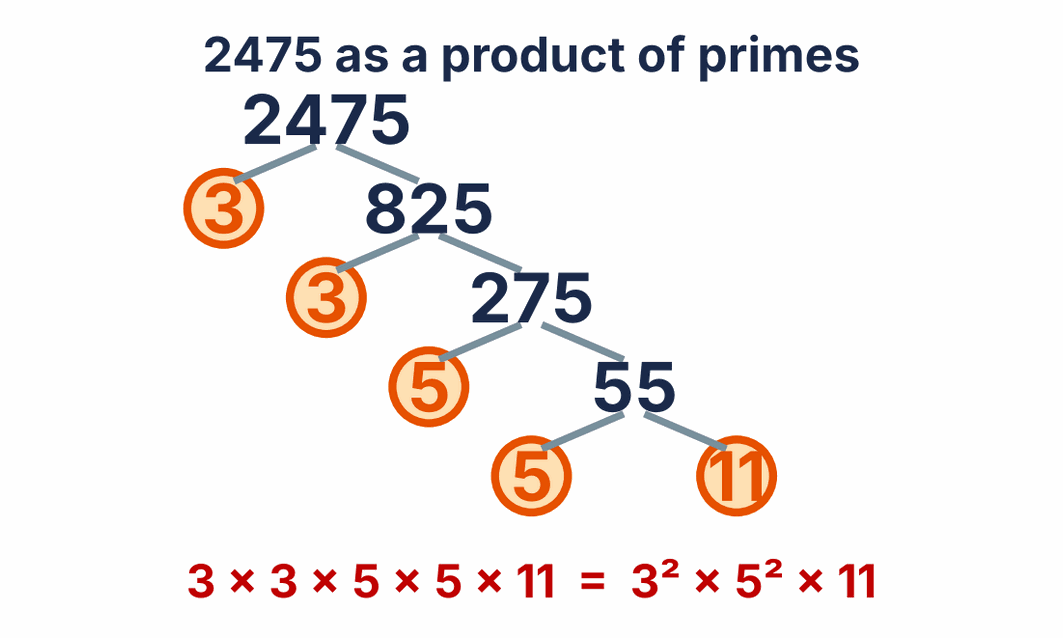 2475 as a product of primes
2475
3 825
3 275
5 55
5 11
3 × 3 × 5 × 5 × 11 = 3² × 5² × 11